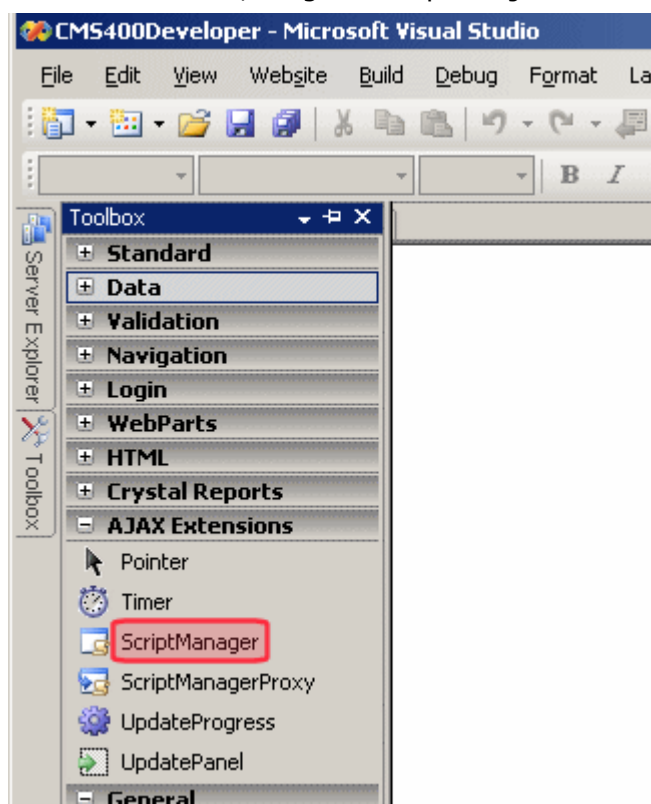 CMS400Developer - Microsoft Visual Studio
File Edit View Website Build Debug Format La
B I
Toolbox
Server Explorer
Toolbox
Standard
Data
Validation
Navigation
Login
WebParts
HTML
Crystal Reports
AJAX Extensions
Pointer
Timer
ScriptManager
ScriptManagerProxy
UpdateProgress
UpdatePanel
General